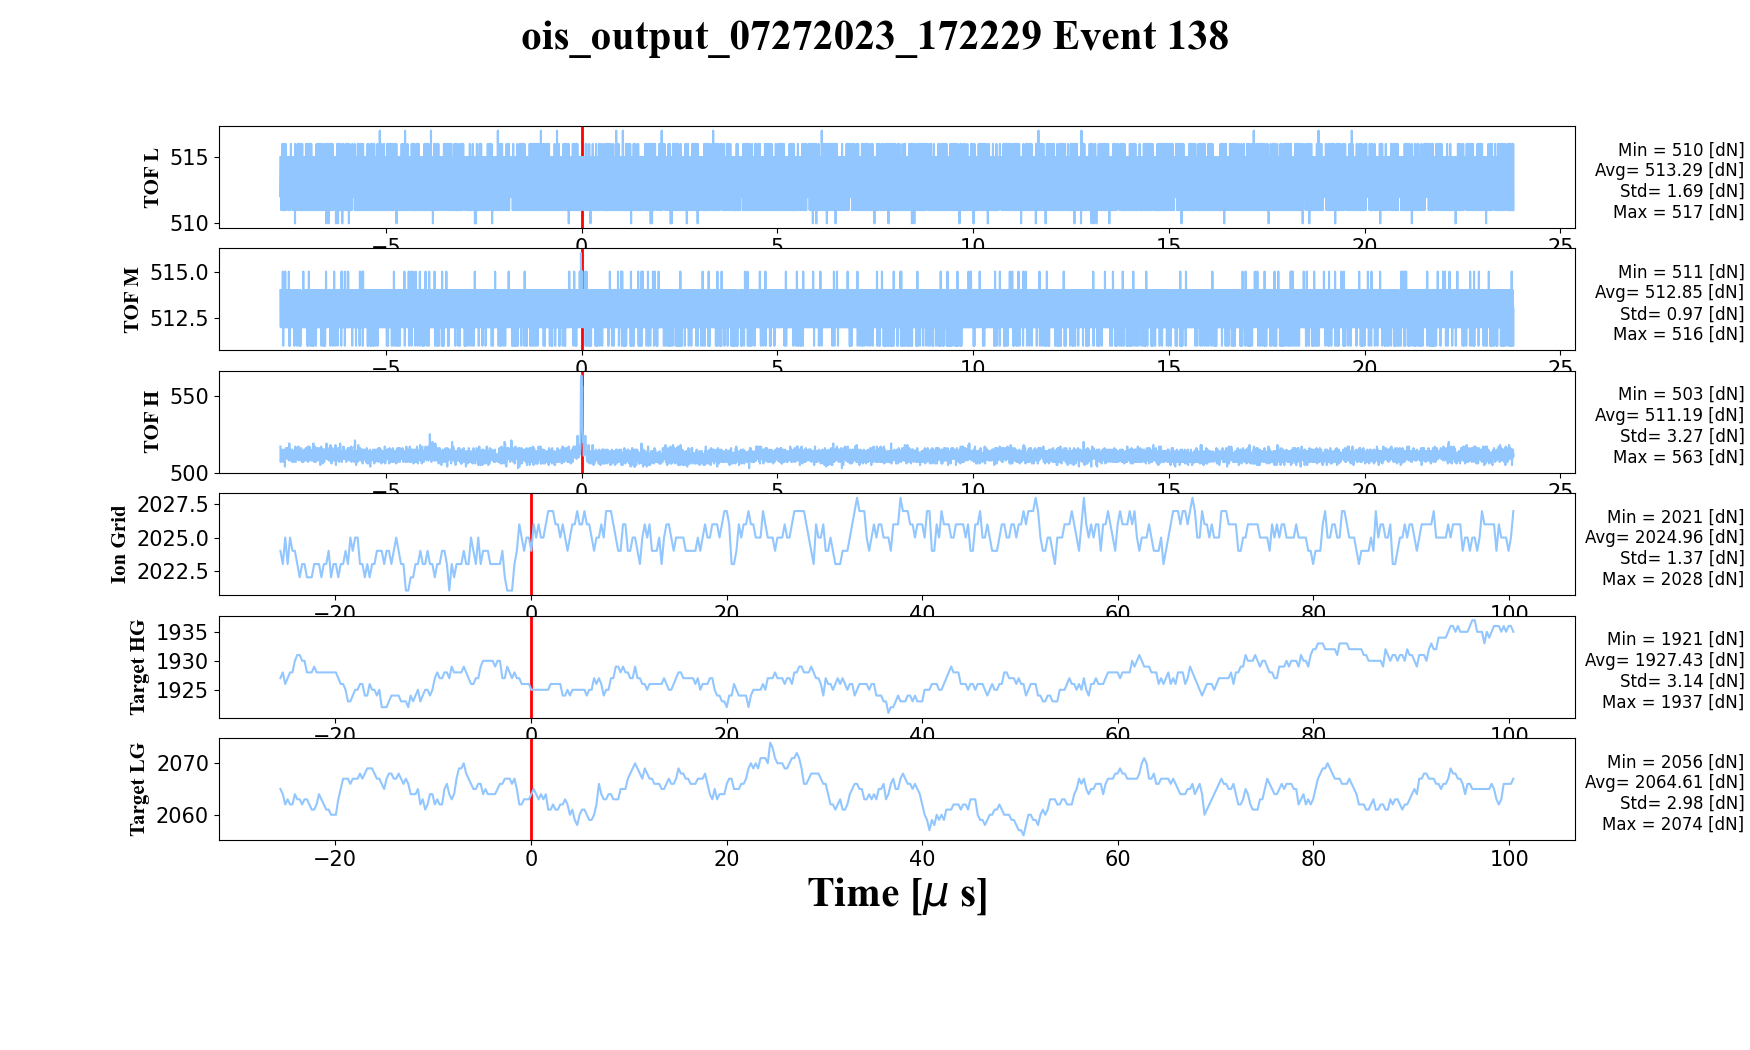 ois_output_07272023_172229 Event 138
TOF L
515
510
−5 0 5 10 15 20 25
Min = 510 [dN]
Avg= 513.29 [dN]
Std= 1.69 [dN]
Max = 517 [dN]
TOF M
515.0
512.5
−5 0 5 10 15 20 25
Min = 511 [dN]
Avg= 512.85 [dN]
Std= 0.97 [dN]
Max = 516 [dN]
TOF H
550
500
−5 0 5 10 15 20 25
Min = 503 [dN]
Avg= 511.19 [dN]
Std= 3.27 [dN]
Max = 563 [dN]
Ion Grid
2027.5
2025.0
2022.5
−20 0 20 40 60 80 100
Min = 2021 [dN]
Avg= 2024.96 [dN]
Std= 1.37 [dN]
Max = 2028 [dN]
Target HG
1935
1930
1925
−20 0 20 40 60 80 100
Min = 1921 [dN]
Avg= 1927.43 [dN]
Std= 3.14 [dN]
Max = 1937 [dN]
Target LG
2070
2060
−20 0 20 40 60 80 100
Min = 2056 [dN]
Avg= 2064.61 [dN]
Std= 2.98 [dN]
Max = 2074 [dN]
Time [μ s]